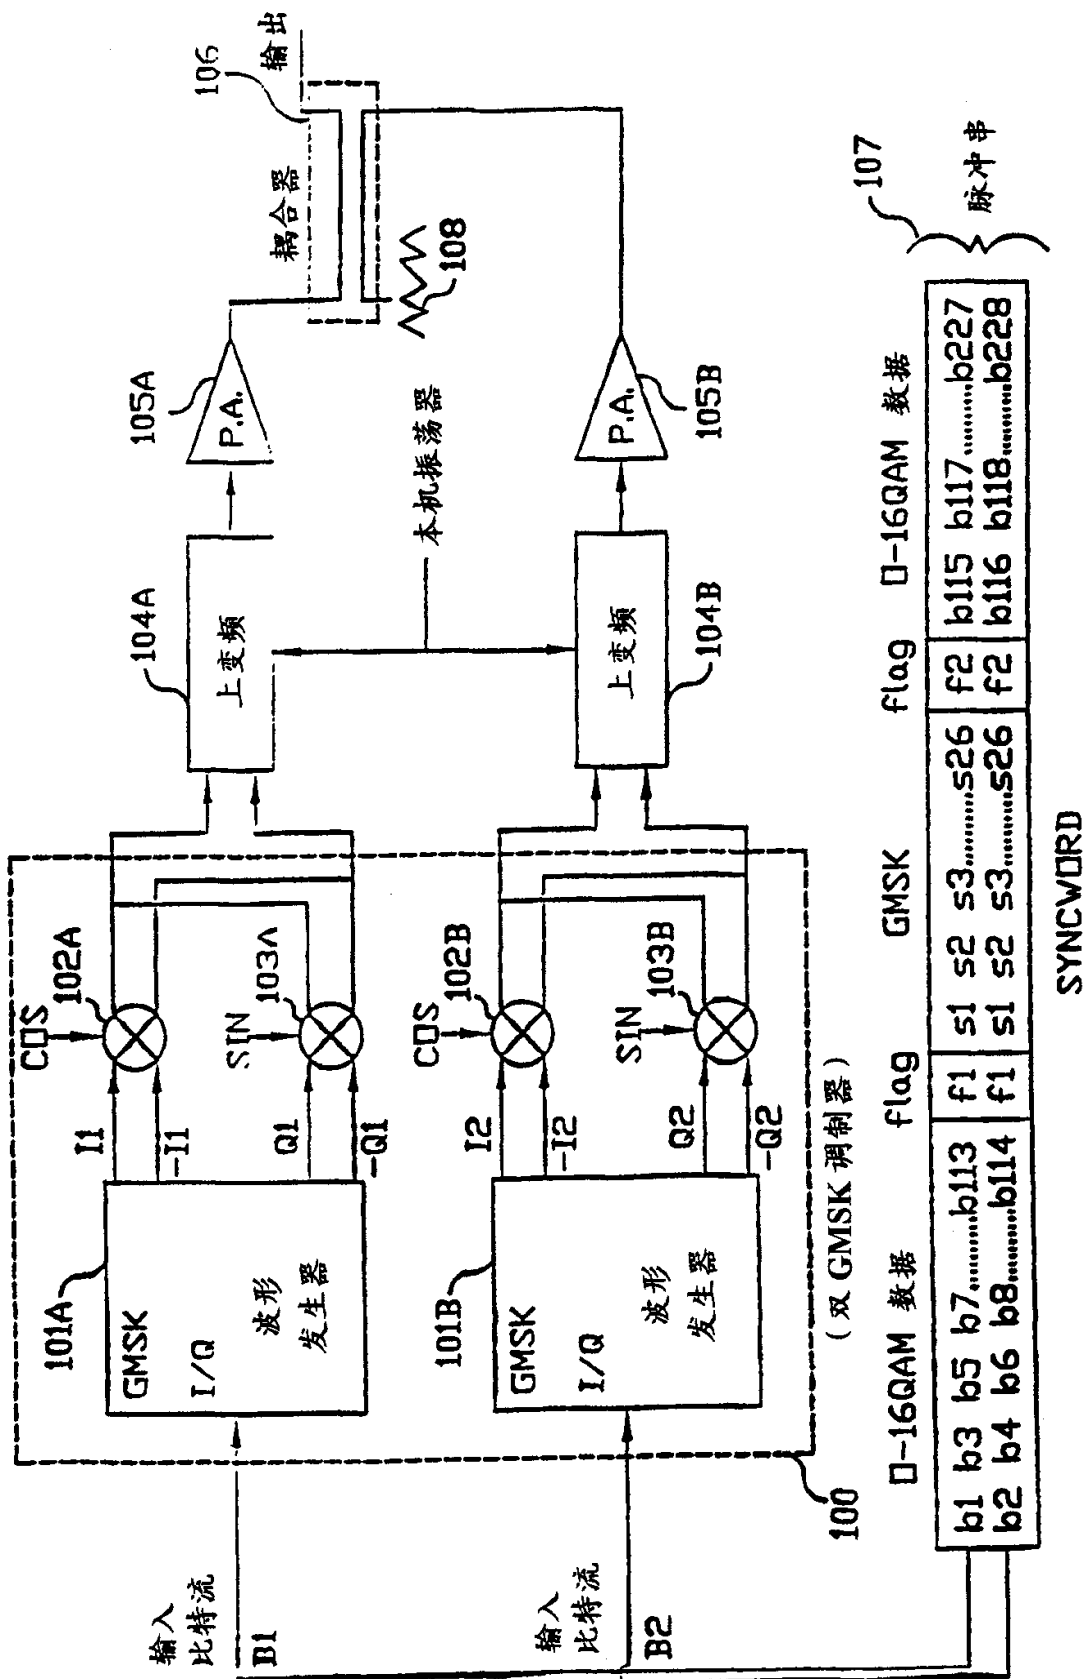 输入
比特流
B1
101A
GMSK
I/Q
波形
发生器
I1
-I1
Q1
-Q1
COS
102A
SIN
103A
104A
上变频
105A
P.A.
耦合器
106
输出
108
本机振荡器
输入
比特流
B2
101B
GMSK
I/Q
波形
发生器
I2
-I2
Q2
-Q2
COS
102B
SIN
103B
104B
上变频
105B
P.A.
100
(双 GMSK 调制器)
O-16QAM 数据 flag GMSK flag O-16QAM 数据
107
脉冲串
b1 b3 b5 b7..........b113 f1 s1 s2 s3..........s26 f2 b115 b117..........b227
b2 b4 b6 b8..........b114 f1 s1 s2 s3..........s26 f2 b116 b118..........b228
SYNCWORD